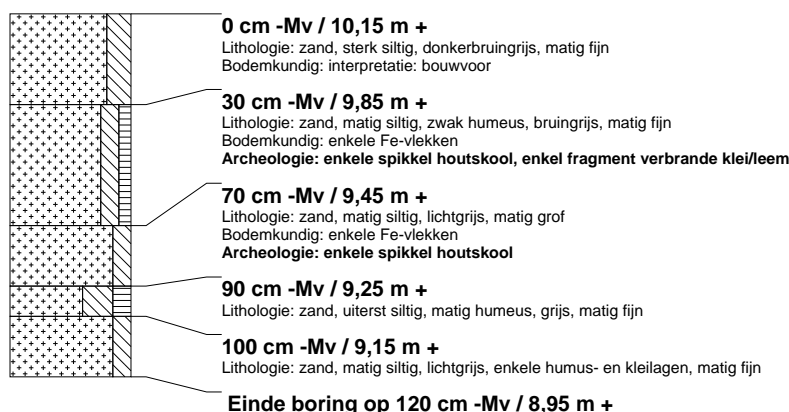 0 cm -Mv / 10,15 m +
Lithologie: zand, sterk siltig, donkerbruingrijs, matig fijn
Bodemkundig: interpretatie: bouwvoor
30 cm -Mv / 9,85 m +
Lithologie: zand, matig siltig, zwak humeus, bruingrijs, matig fijn
Bodemkundig: enkele Fe-vlekken
Archeologie: enkele spikkel houtskool, enkel fragment verbrande klei/leem
70 cm -Mv / 9,45 m +
Lithologie: zand, matig siltig, lichtgrijs, matig grof
Bodemkundig: enkele Fe-vlekken
Archeologie: enkele spikkel houtskool
90 cm -Mv / 9,25 m +
Lithologie: zand, uiterst siltig, matig humeus, grijs, matig fijn
100 cm -Mv / 9,15 m +
Lithologie: zand, matig siltig, lichtgrijs, enkele humus- en kleilagen, matig fijn
Einde boring op 120 cm -Mv / 8,95 m +